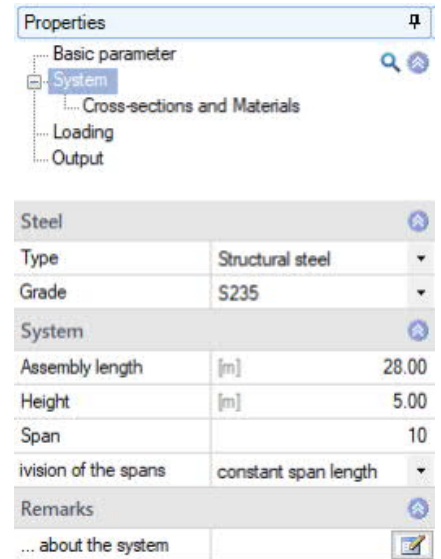 Properties
Basic parameter
System
Cross-sections and Materials
Loading
Output
Steel
Type Structural steel
Grade S235
System
Assembly length [m] 28.00
Height [m] 5.00
Span 10
ivision of the spans constant span length
Remarks
... about the system